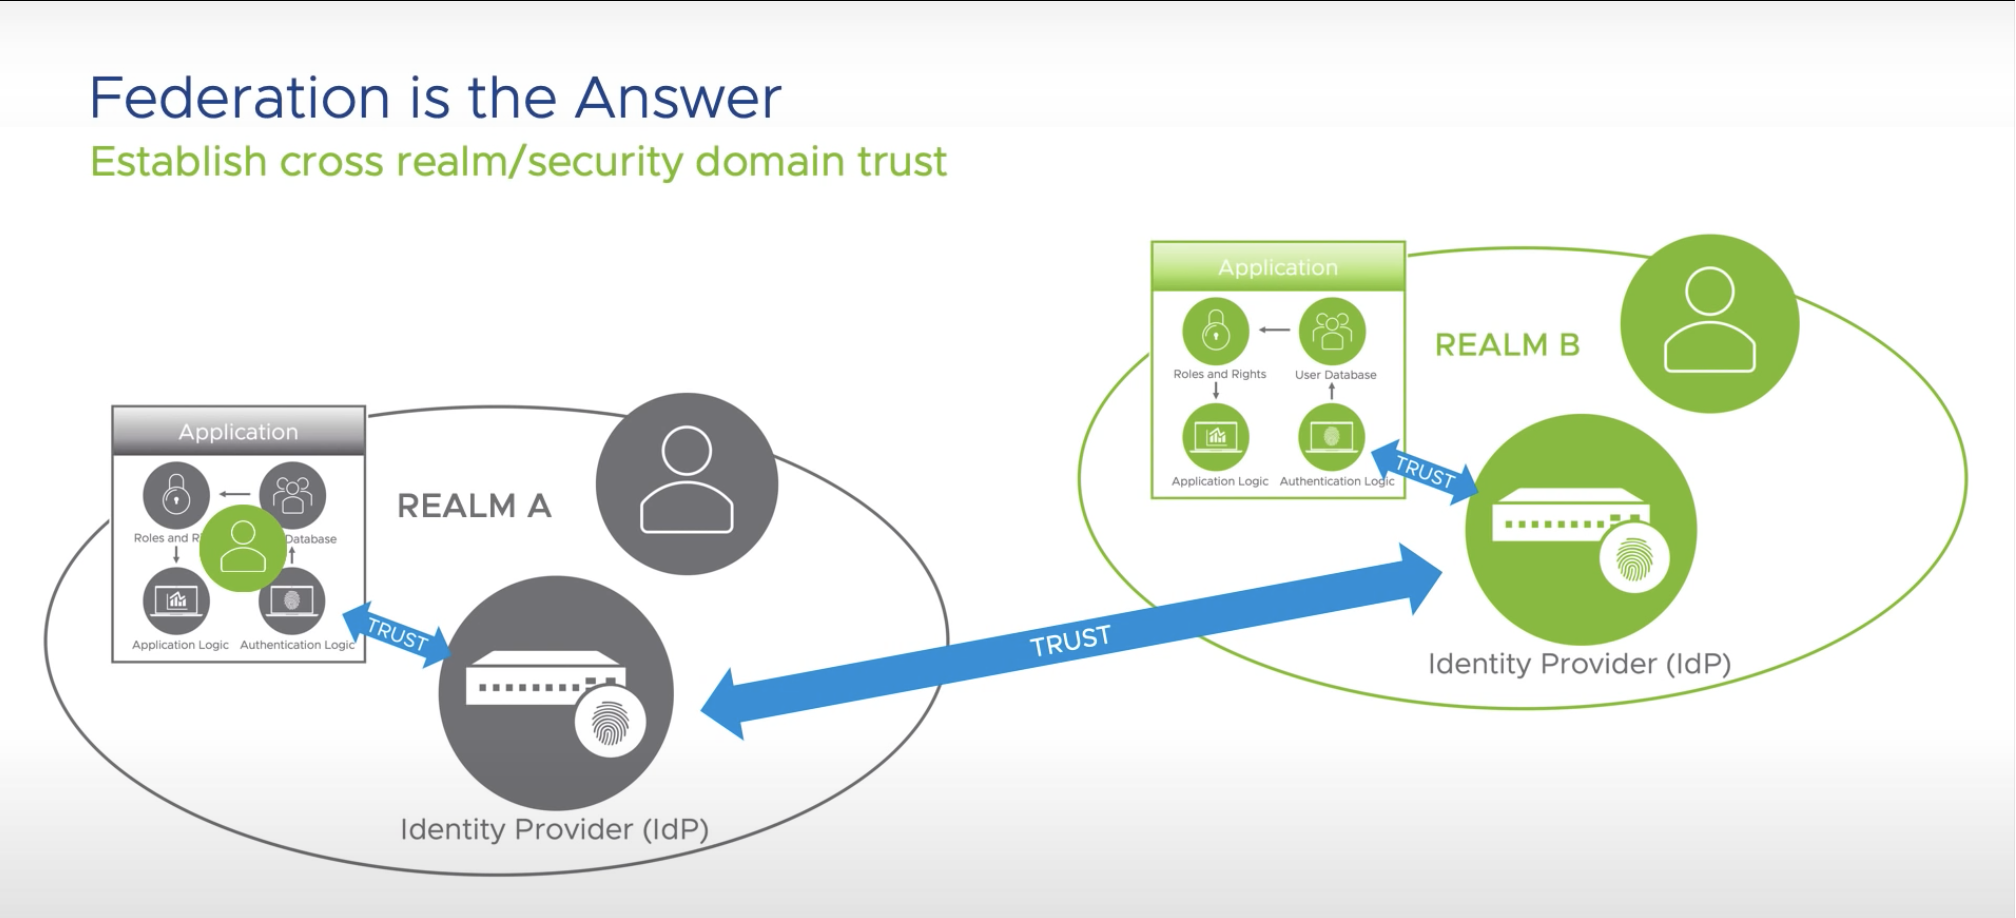 Federation is the Answer
Establish cross realm/security domain trust
Application
REALM A
Roles and R
Database
Application Logic
Authentication Logic
TRUST
Identity Provider (IdP)
TRUST
Application
REALM B
Roles and Rights
User Database
Application Logic
Authentication Logic
TRUST
Identity Provider (IdP)